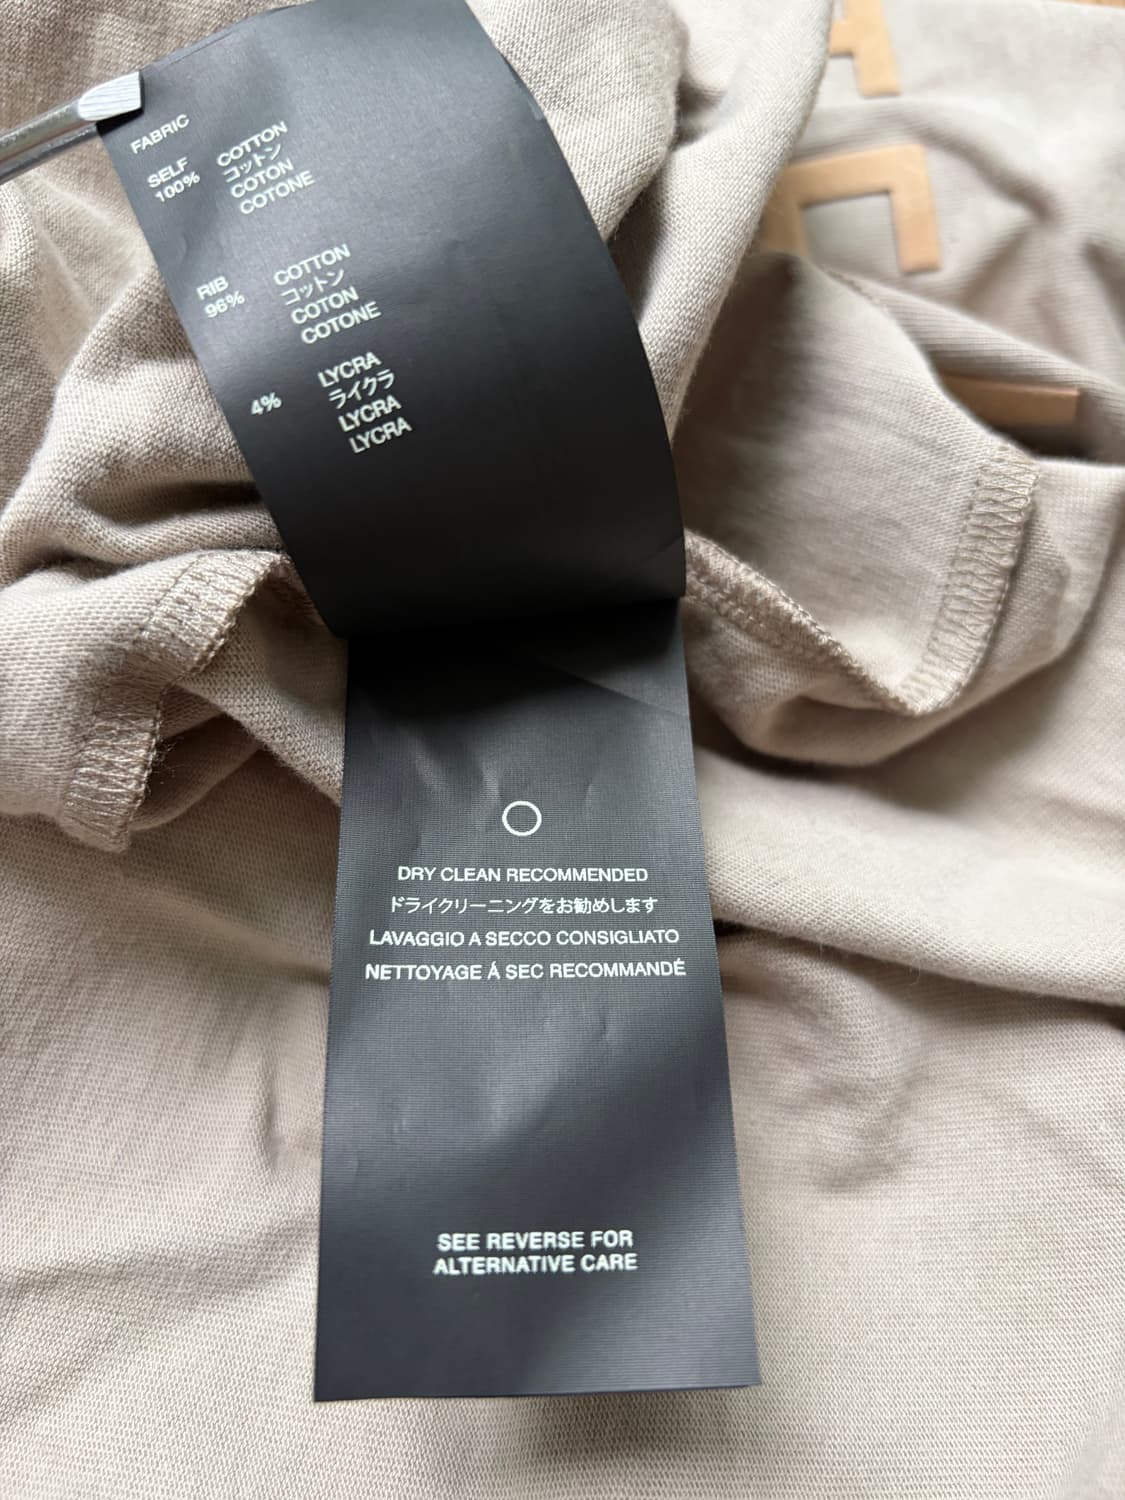 FABRIC
SELF COTTON
100% コットン
COTON
COTONE
RIB COTTON
96% コットン
COTON
COTONE
LYCRA
4% ライクラ
LYCRA
LYCRA
DRY CLEAN RECOMMENDED
ドライクリーニングをお勧めします
LAVAGGIO A SECCO CONSIGLIATO
NETTOYAGE Á SEC RECOMMANDÉ
SEE REVERSE FOR
ALTERNATIVE CARE